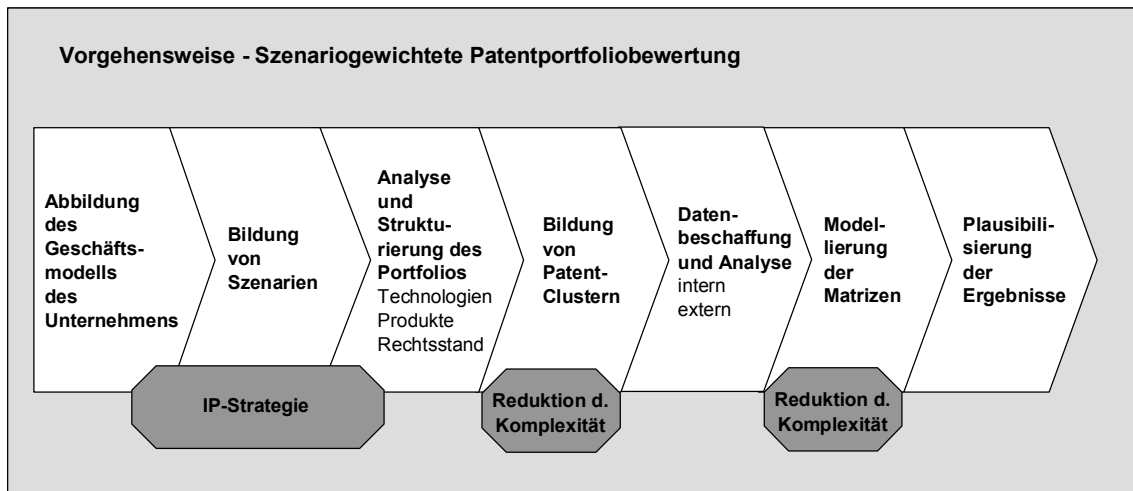 Vorgehensweise - Szenariogewichtete Patentportfoliobewertung
Abbildung
des
Geschäfts-
modells
des
Unternehmens
Bildung
von
Szenarien
Analyse
und
Struktu-
rierung des
Portfolios
Technologien
Produkte
Rechtsstand
Bildung
von
Patent-
Clustern
Daten-
beschaffung
und Analyse
intern
extern
Model-
lierung
der
Matrizen
Plausibili-
sierung
der
Ergebnisse
IP-Strategie
Reduktion d.
Komplexität
Reduktion d.
Komplexität